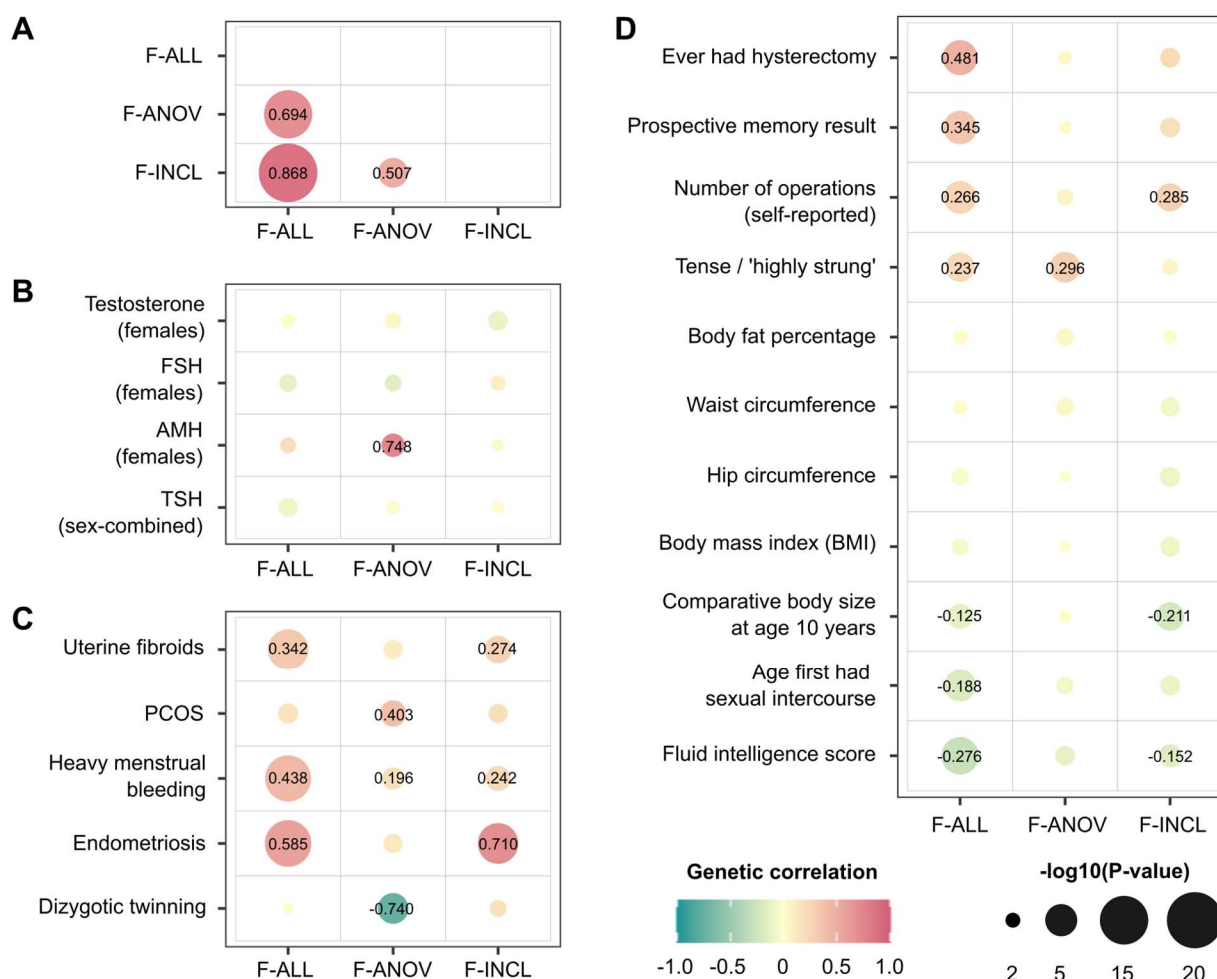 A
F-ALL
F-ANOV
0.694
F-INCL
0.868
0.507
F-ALL
F-ANOV
F-INCL
B
Testosterone
(females)
FSH
(females)
AMH
(females)
0.748
TSH
(sex-combined)
F-ALL
F-ANOV
F-INCL
C
Uterine fibroids
0.342
0.274
PCOS
0.403
Heavy menstrual
bleeding
0.438
0.196
0.242
Endometriosis
0.585
0.710
Dizygotic twinning
-0.740
F-ALL
F-ANOV
F-INCL
D
Ever had hysterectomy
0.481
Prospective memory result
0.345
Number of operations
(self-reported)
0.266
0.285
Tense / 'highly strung'
0.237
0.296
Body fat percentage
Waist circumference
Hip circumference
Body mass index (BMI)
Comparative body size
at age 10 years
-0.125
-0.211
Age first had
sexual intercourse
-0.188
Fluid intelligence score
-0.276
-0.152
F-ALL
F-ANOV
F-INCL
Genetic correlation
-1.0 -0.5 0 0.5 1.0
-log10(P-value)
2 5 15 20